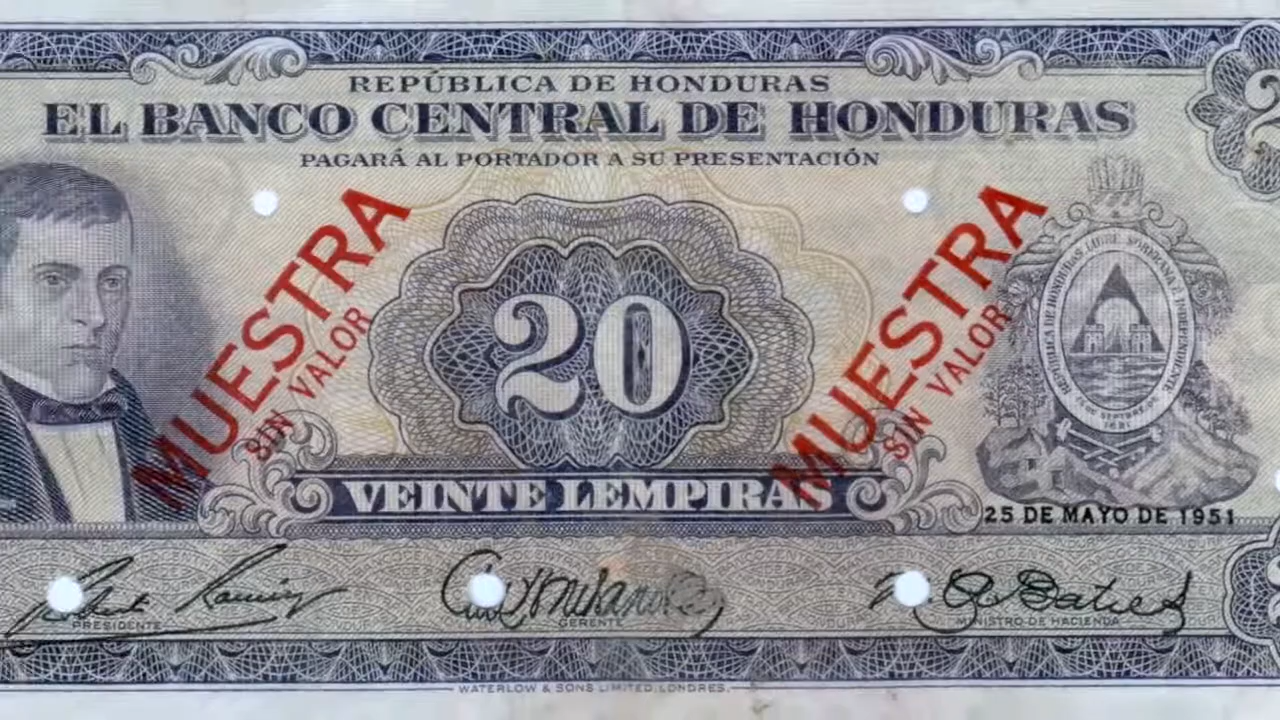 REPÚBLICA DE HONDURAS
EL BANCO CENTRAL DE HONDURAS
PAGARÁ AL PORTADOR A SU PRESENTACIÓN
MUESTRA
SIN VALOR
MUESTRA
SIN VALOR
20
VEINTE LEMPIRAS
25 DE MAYO DE 1951
PRESIDENTE
GERENTE
MINISTRO DE HACIENDA
WATERLOW & SONS LIMITED, LONDRES.